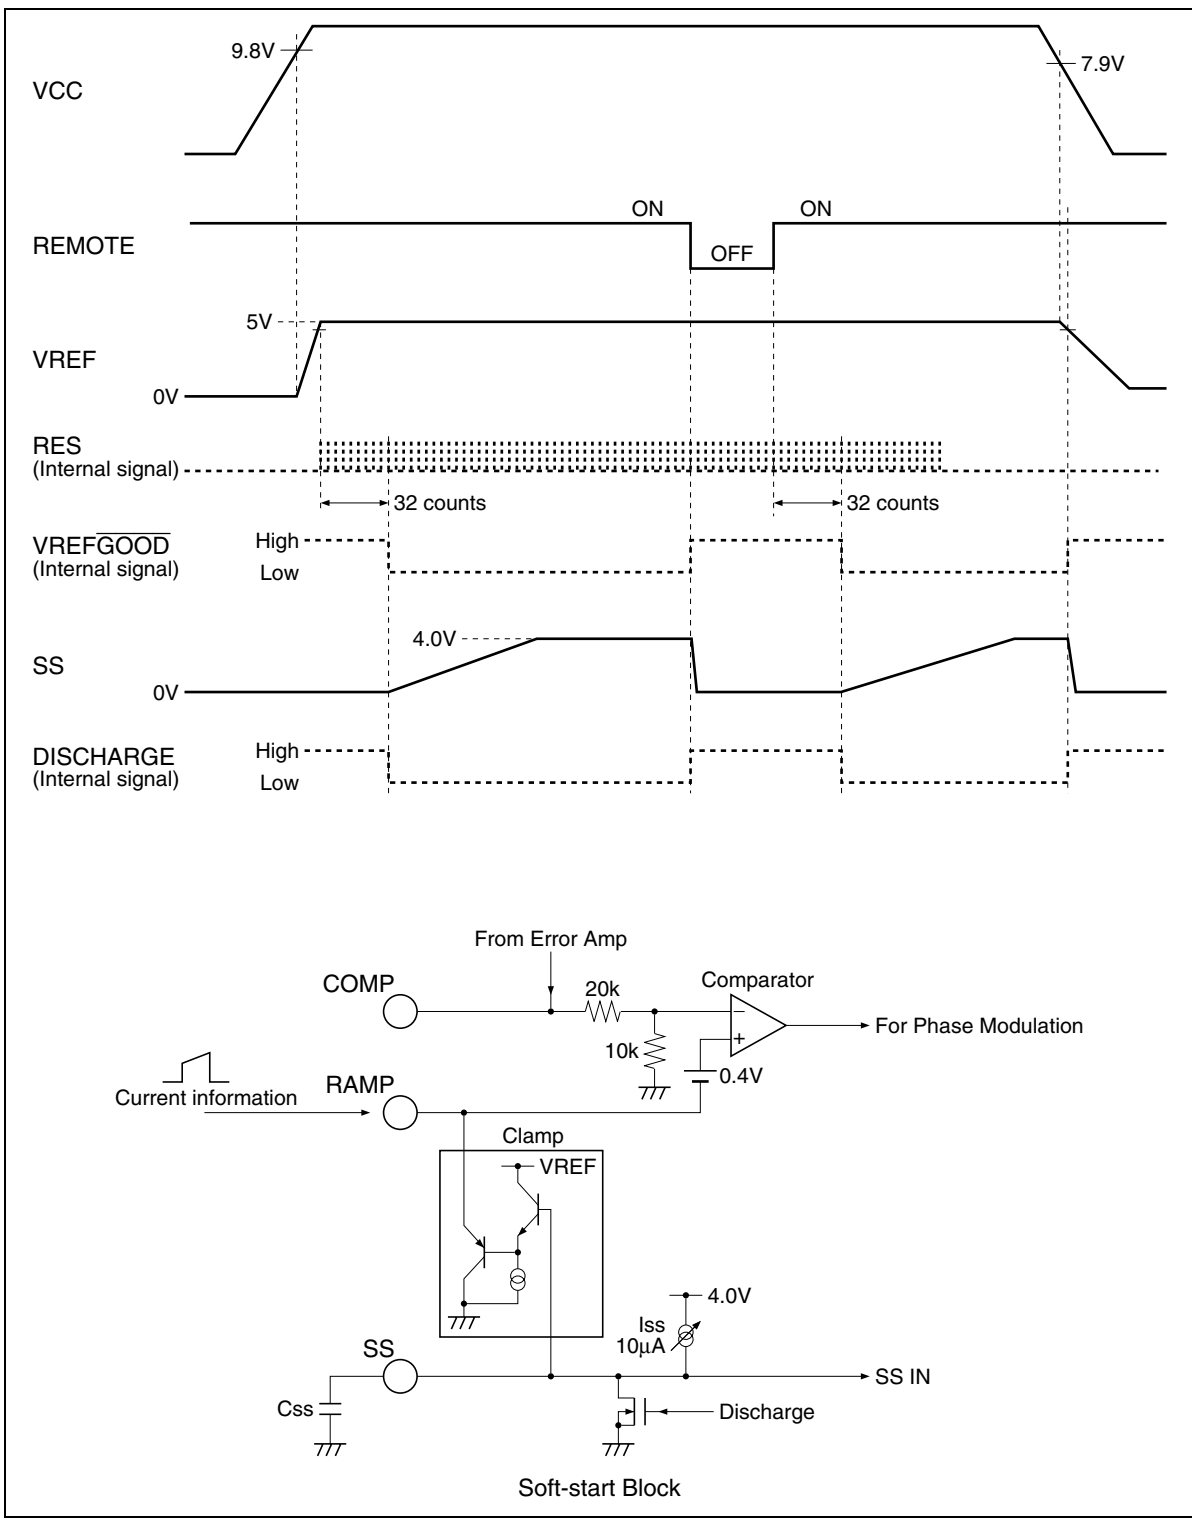 9.8V
7.9V
VCC
ON
ON
OFF
REMOTE
5V
VREF
0V
RES
(Internal signal)
32 counts
32 counts
VREFGOOD
(Internal signal)
High
Low
4.0V
SS
0V
DISCHARGE
(Internal signal)
High
Low
From Error Amp
COMP
20k
Comparator
−
+
For Phase Modulation
10k
0.4V
RAMP
Current information
Clamp
VREF
4.0V
Iss
10μA
SS
SS IN
Css
Discharge
Soft-start Block